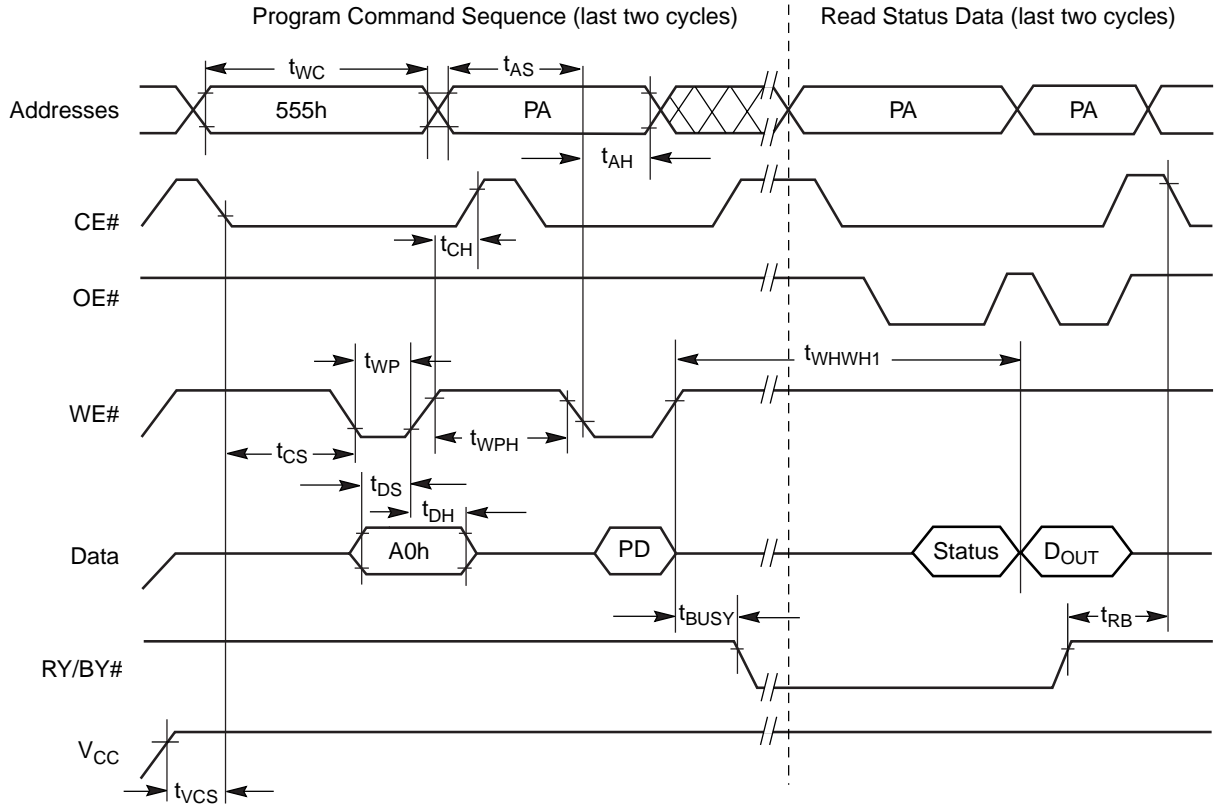 Program Command Sequence (last two cycles) Read Status Data (last two cycles)
tWC tAS
Addresses 555h PA PA PA
tAH
CE#
tCH
OE#
tWP tWHWH1
WE#
tWPH
tCS
tDS
tDH
Data A0h PD Status DOUT
tBUSY tRB
RY/BY#
VCC
tVCS